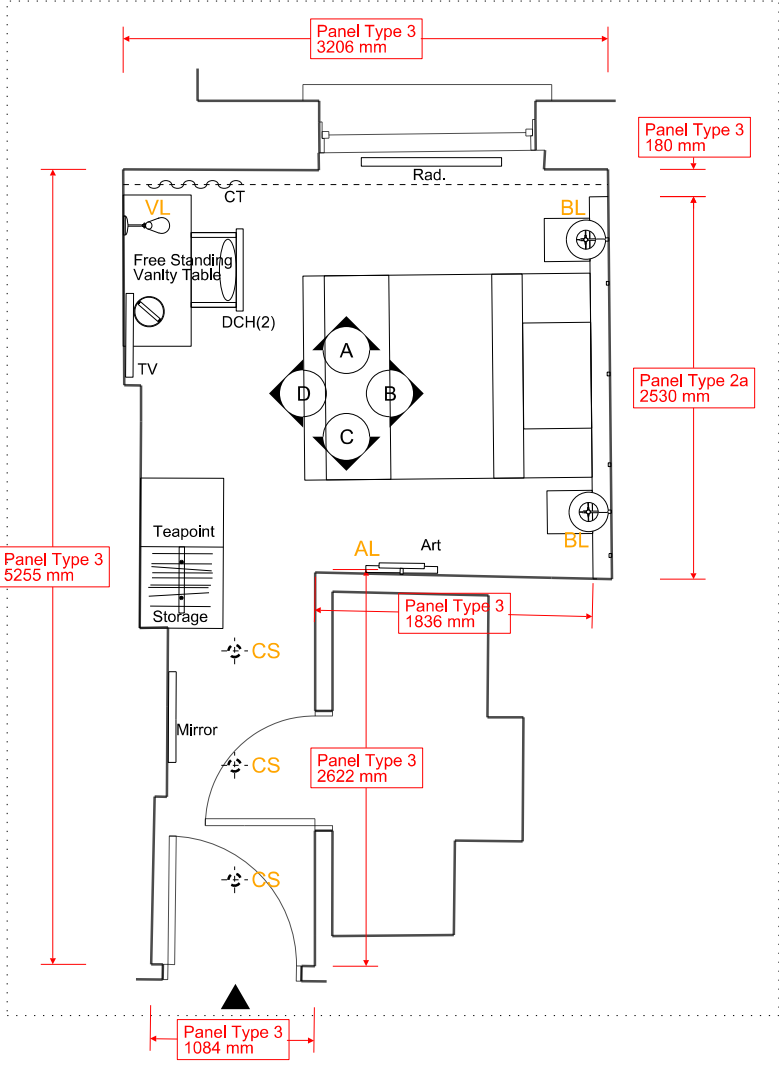 Panel Type 3
3206 mm
Panel Type 3
180 mm
Rad.
CT
VL
BL
Free Standing
Vanity Table
DCH(2)
A
TV
D
B
Panel Type 2a
2530 mm
C
Teapoint
Art
AL
BL
Panel Type 3
5255 mm
Storage
Panel Type 3
1836 mm
CS
Mirror
CS
Panel Type 3
2622 mm
CS
Panel Type 3
1084 mm